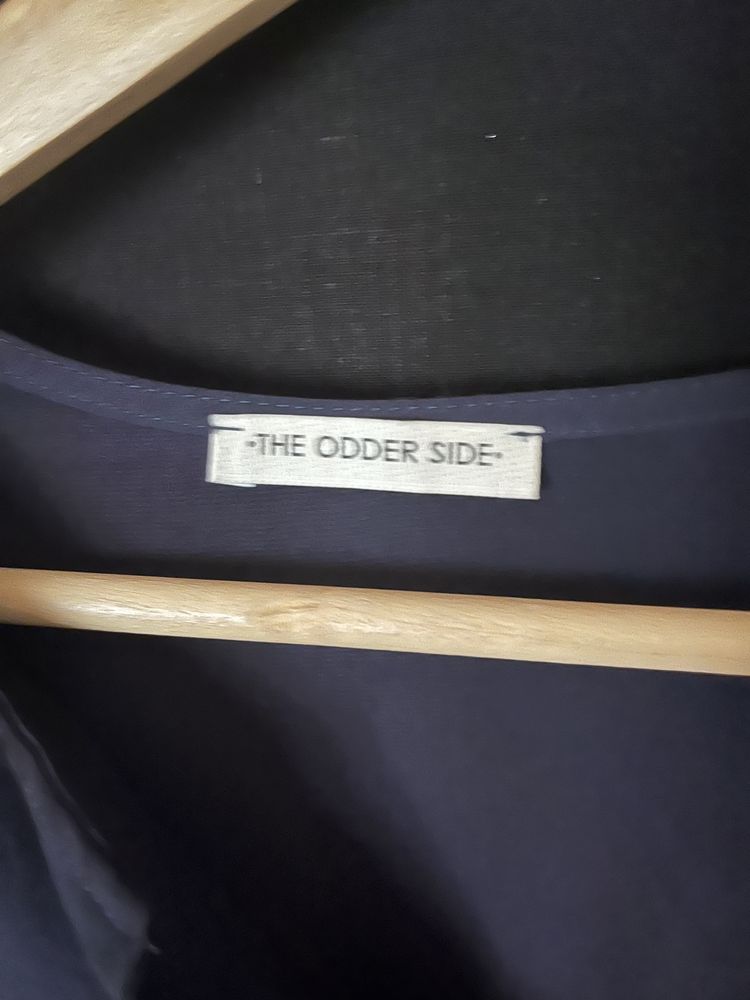 •THE ODDER SIDE•